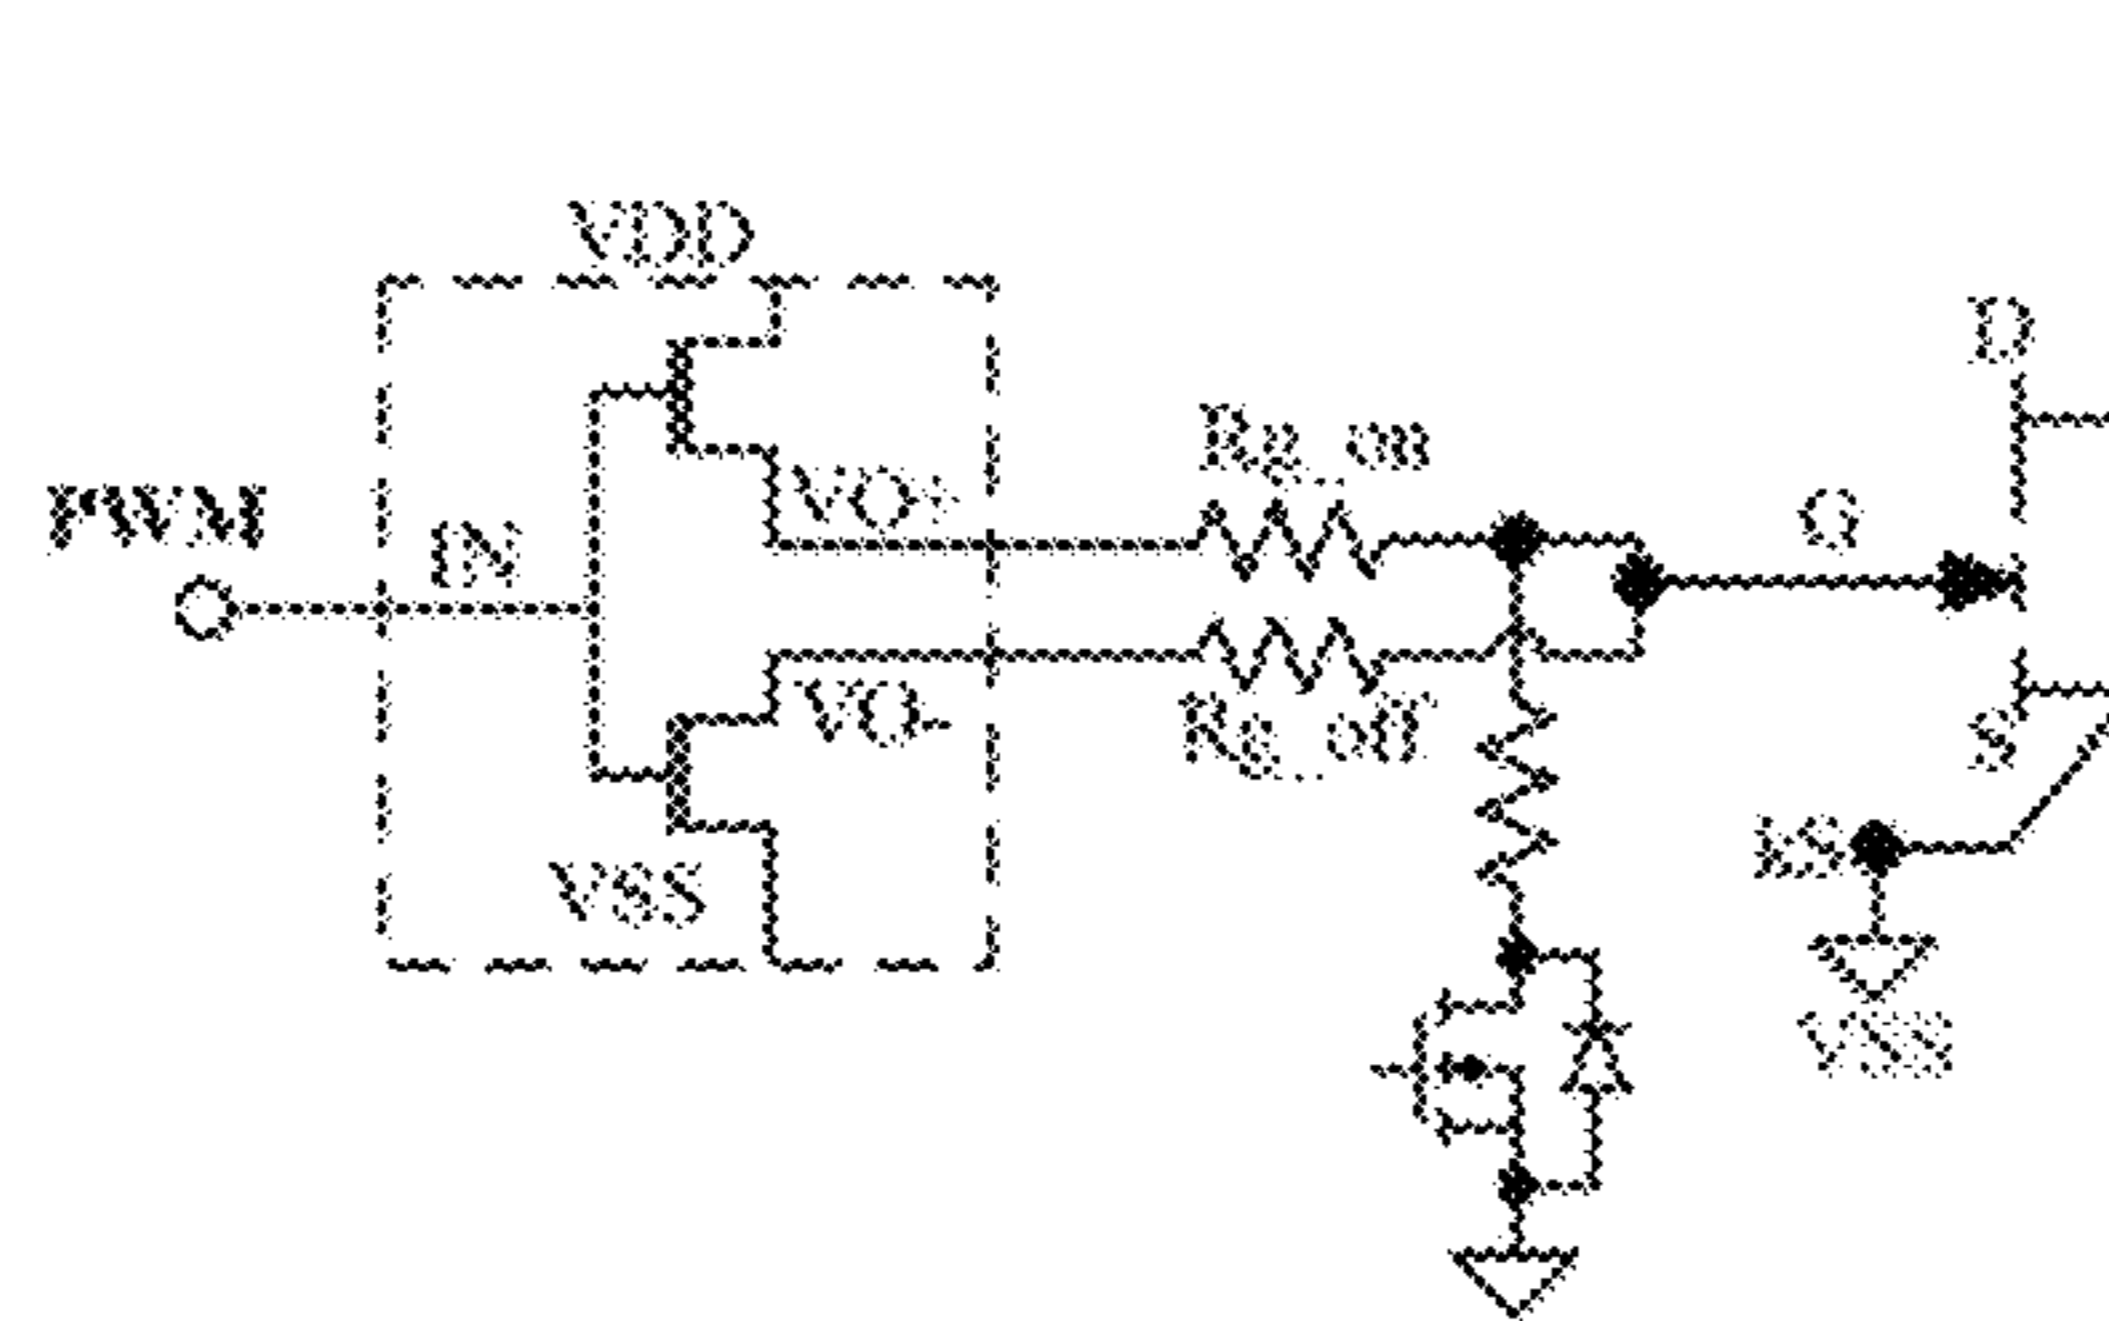 VDD
D
Rg_on
VO+
PWM
G
IN
VO-
Rg_off
S
KS
VSS
VSS